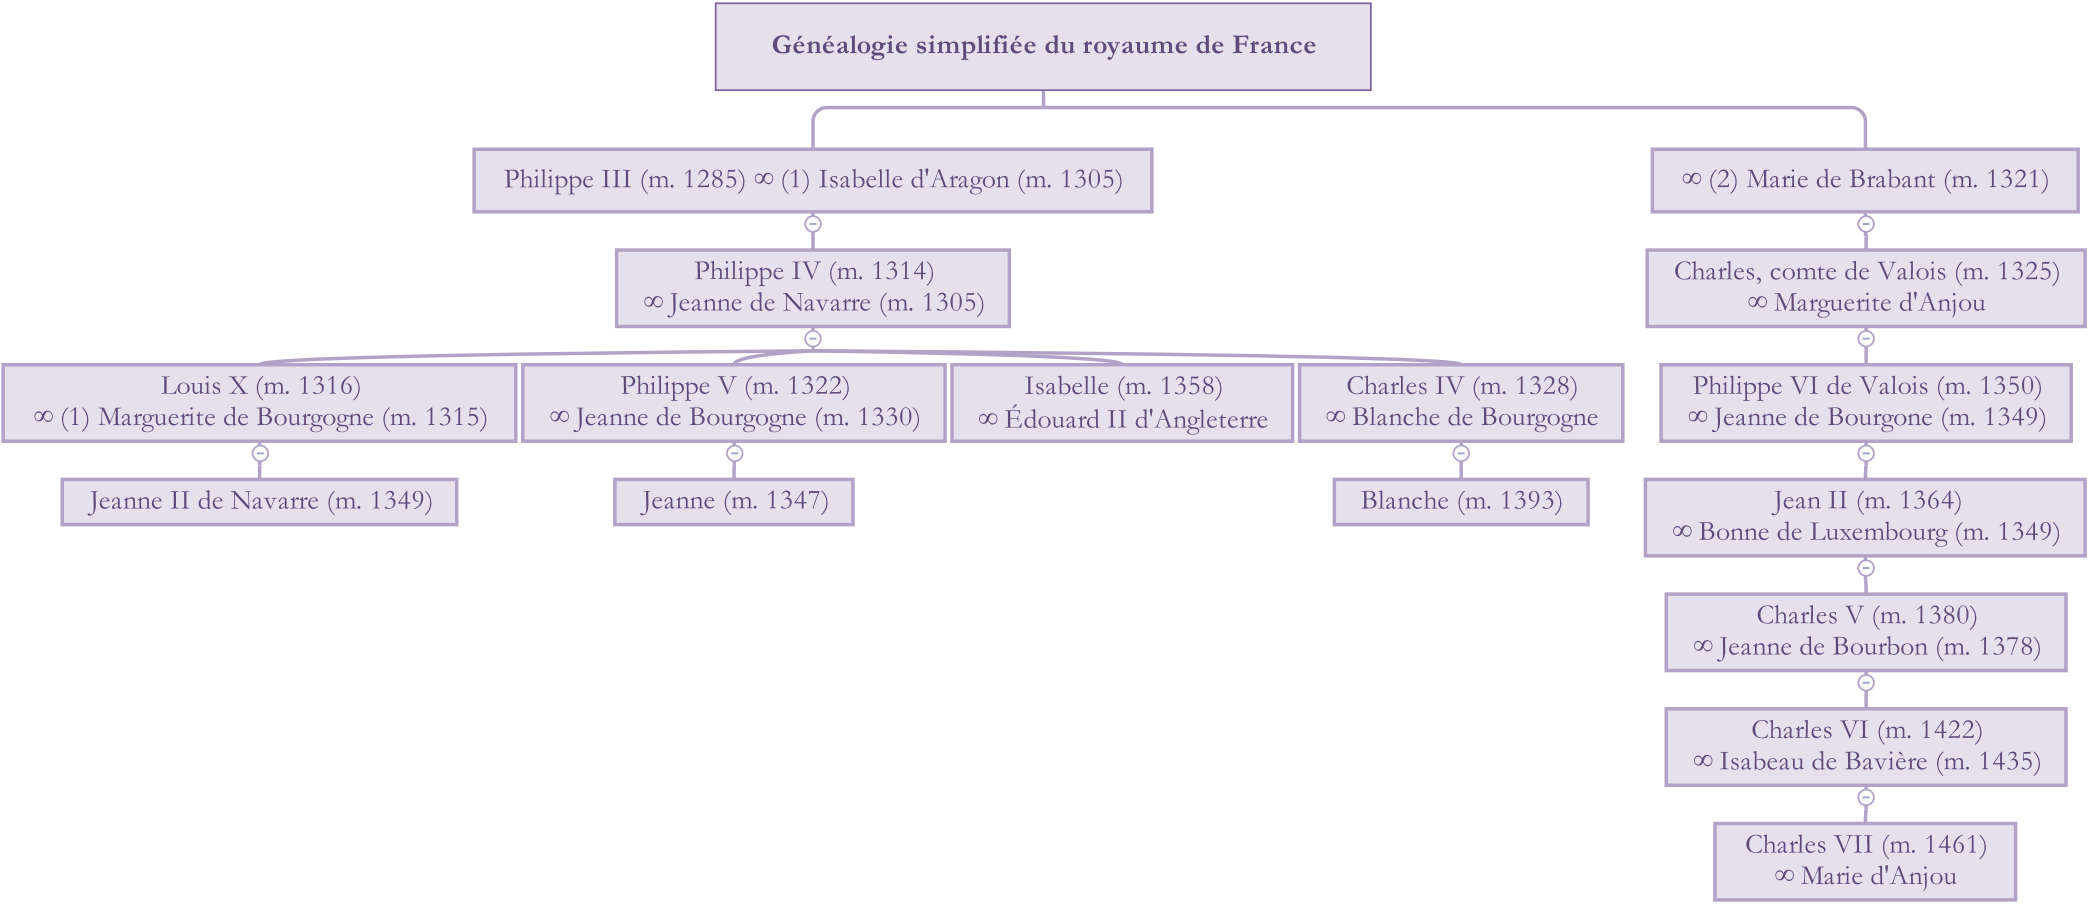 Généalogie simplifiée du royaume de France
Philippe III (m. 1285) ∞ (1) Isabelle d'Aragon (m. 1305)
∞ (2) Marie de Brabant (m. 1321)
Philippe IV (m. 1314)
∞ Jeanne de Navarre (m. 1305)
Charles, comte de Valois (m. 1325)
∞ Marguerite d'Anjou
Louis X (m. 1316)
∞ (1) Marguerite de Bourgogne (m. 1315)
Philippe V (m. 1322)
∞ Jeanne de Bourgogne (m. 1330)
Isabelle (m. 1358)
∞ Édouard II d'Angleterre
Charles IV (m. 1328)
∞ Blanche de Bourgogne
Philippe VI de Valois (m. 1350)
∞ Jeanne de Bourgone (m. 1349)
Jeanne II de Navarre (m. 1349)
Jeanne (m. 1347)
Blanche (m. 1393)
Jean II (m. 1364)
∞ Bonne de Luxembourg (m. 1349)
Charles V (m. 1380)
∞ Jeanne de Bourbon (m. 1378)
Charles VI (m. 1422)
∞ Isabeau de Bavière (m. 1435)
Charles VII (m. 1461)
∞ Marie d'Anjou